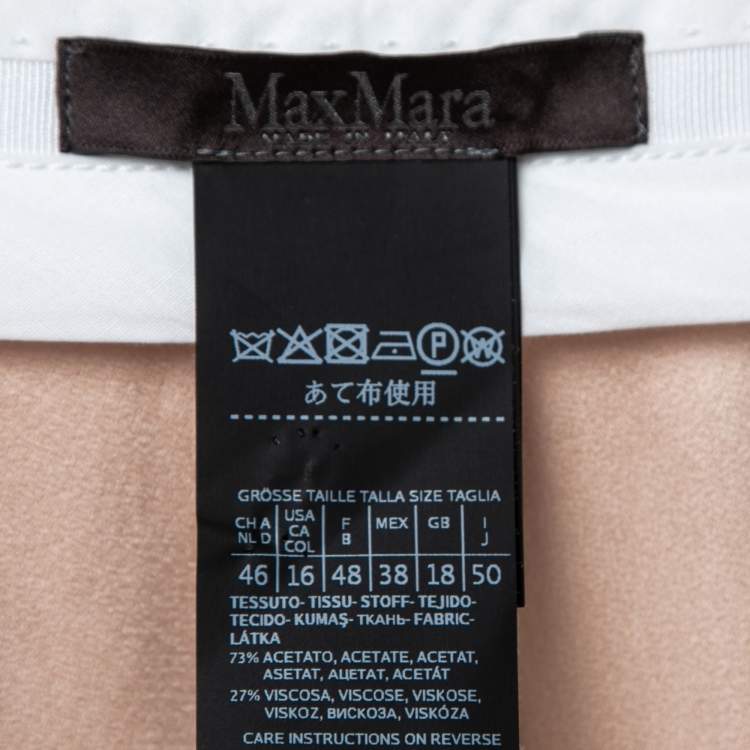 MaxMara
MADE IN ITALY
P W
あて布使用
GRÖSSE TAILLE TALLA SIZE TAGLIA
CH A NL D USA CA COL F B MEX GB I J
46 16 48 38 18 50
TESSUTO- TISSU- STOFF- TEJIDO-
TECIDO- KUMAŞ- ТКАНЬ- FABRIC-
LÁTKA
73% ACETATO, ACETATE, ACETAT,
ASETAT, АЦЕТАТ, ACETÁT
27% VISCOSA, VISCOSE, VISKOSE,
VISKOZ, ВИСКОЗА, VISKÓZA
CARE INSTRUCTIONS ON REVERSE